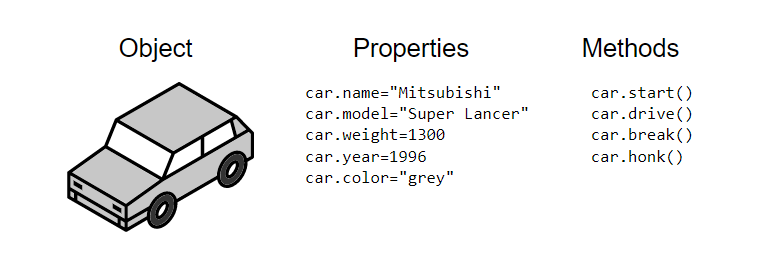 Object
Properties
Methods
car.name="Mitsubishi"
car.model="Super Lancer"
car.weight=1300
car.year=1996
car.color="grey"
car.start()
car.drive()
car.break()
car.honk()